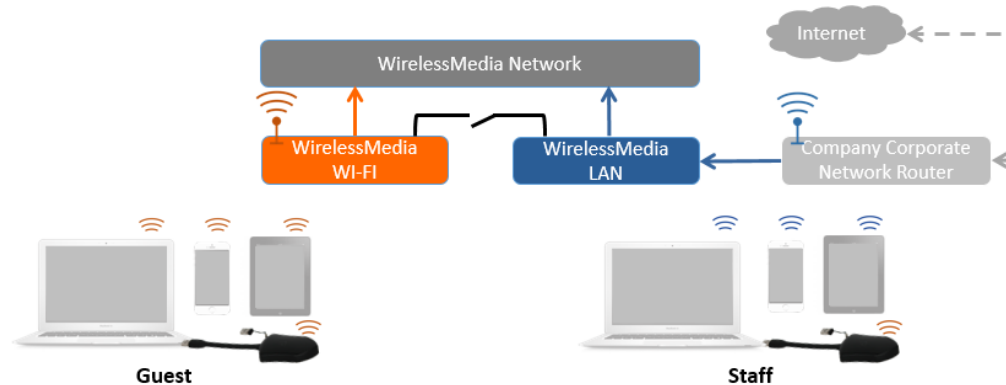 Internet
WirelessMedia Network
WirelessMedia
WI-FI
WirelessMedia
LAN
Company Corporate
Network Router
Guest
Staff